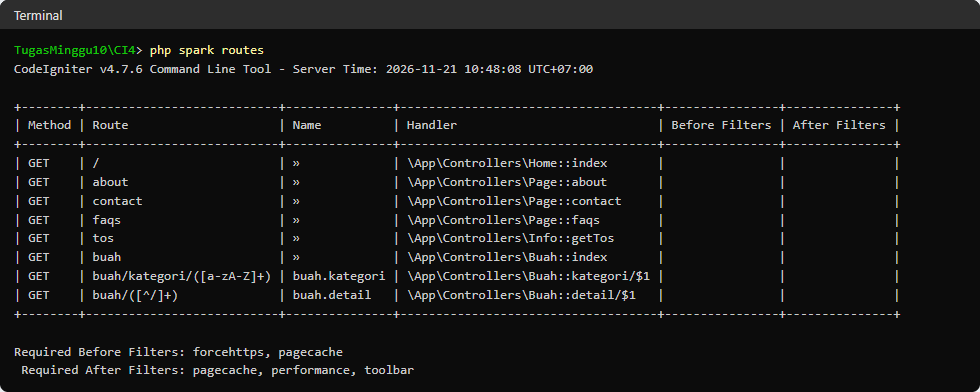 Terminal
TugasMinggu10\CI4> php spark routes
CodeIgniter v4.7.6 Command Line Tool - Server Time: 2026-11-21 10:48:08 UTC+07:00
+--------+---------------------------+---------------+------------------------------------+----------------+---------------+
| Method | Route                     | Name          | Handler                            | Before Filters | After Filters |
+--------+---------------------------+---------------+------------------------------------+----------------+---------------+
| GET    | /                         | »             | \App\Controllers\Home::index       |                |               |
| GET    | about                     | »             | \App\Controllers\Page::about       |                |               |
| GET    | contact                   | »             | \App\Controllers\Page::contact     |                |               |
| GET    | faqs                      | »             | \App\Controllers\Page::faqs        |                |               |
| GET    | tos                       | »             | \App\Controllers\Info::getTos      |                |               |
| GET    | buah                      | »             | \App\Controllers\Buah::index       |                |               |
| GET    | buah/kategori/([a-zA-Z]+) | buah.kategori | \App\Controllers\Buah::kategori/$1 |                |               |
| GET    | buah/([^/]+)              | buah.detail   | \App\Controllers\Buah::detail/$1   |                |               |
+--------+---------------------------+---------------+------------------------------------+----------------+---------------+
Required Before Filters: forcehttps, pagecache
 Required After Filters: pagecache, performance, toolbar